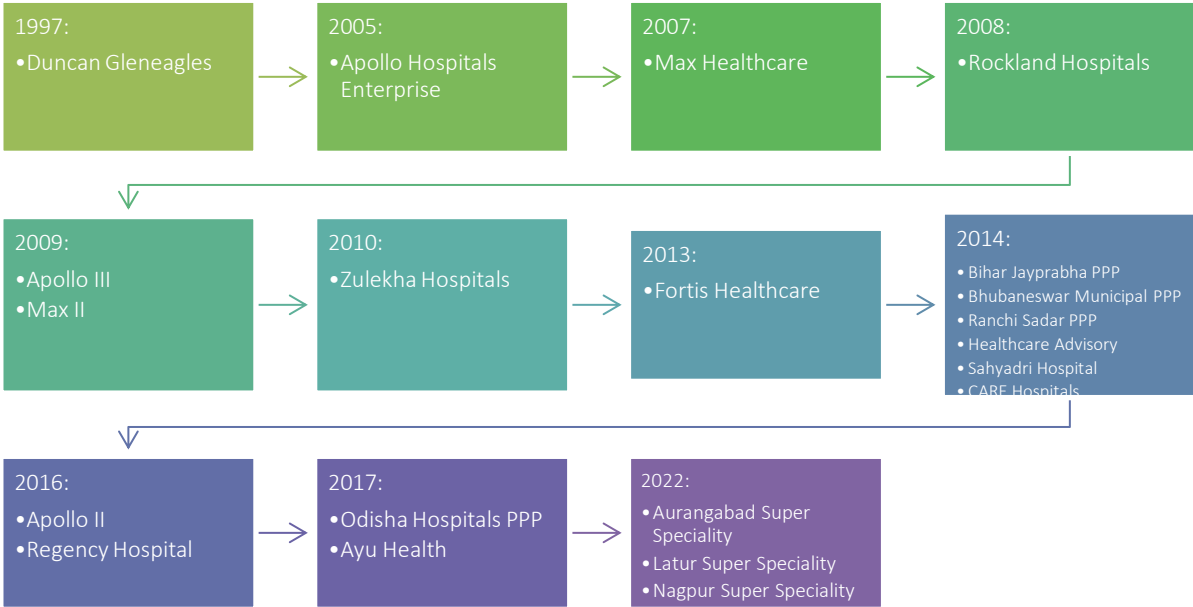 1997:
•Duncan Gleneagles
2005:
•Apollo Hospitals
Enterprise
2007:
•Max Healthcare
2008:
•Rockland Hospitals
2009:
•Apollo III
•Max II
2010:
•Zulekha Hospitals
2013:
•Fortis Healthcare
2014:
•Bihar Jayprabha PPP
•Bhubaneswar Municipal PPP
•Ranchi Sadar PPP
•Healthcare Advisory
•Sahyadri Hospital
•CARE Hospitals
2016:
•Apollo II
•Regency Hospital
2017:
•Odisha Hospitals PPP
•Ayu Health
2022:
•Aurangabad Super
Speciality
•Latur Super Speciality
•Nagpur Super Speciality